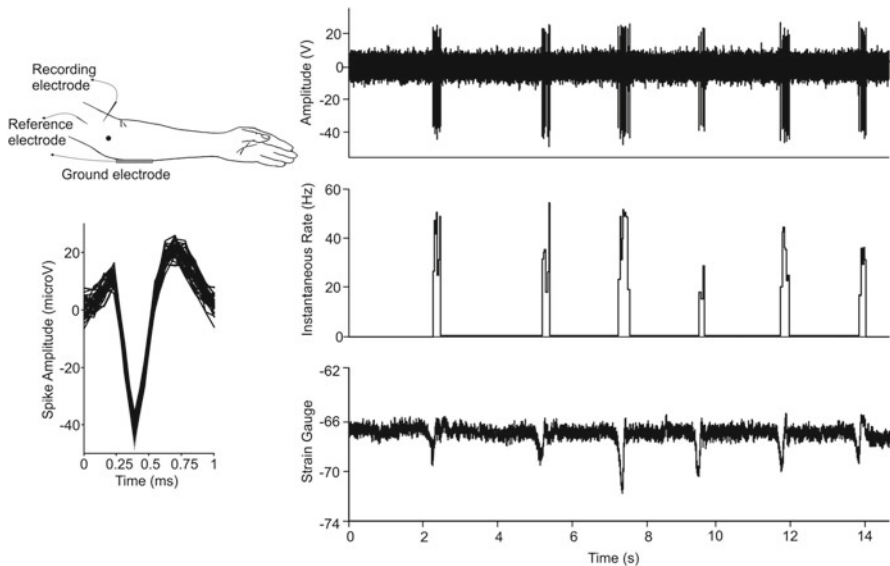 Recording
electrode
Reference
electrode
Ground electrode
Spike Amplitude (microV)
20
0
-20
-40
0
0.25
0.5
0.75
1
Time (ms)
Amplitude (V)
20
0
-20
-40
Instantaneous Rate (Hz)
60
40
20
0
Strain Gauge
-62
-66
-70
-74
0
2
4
6
8
10
12
14
Time (s)